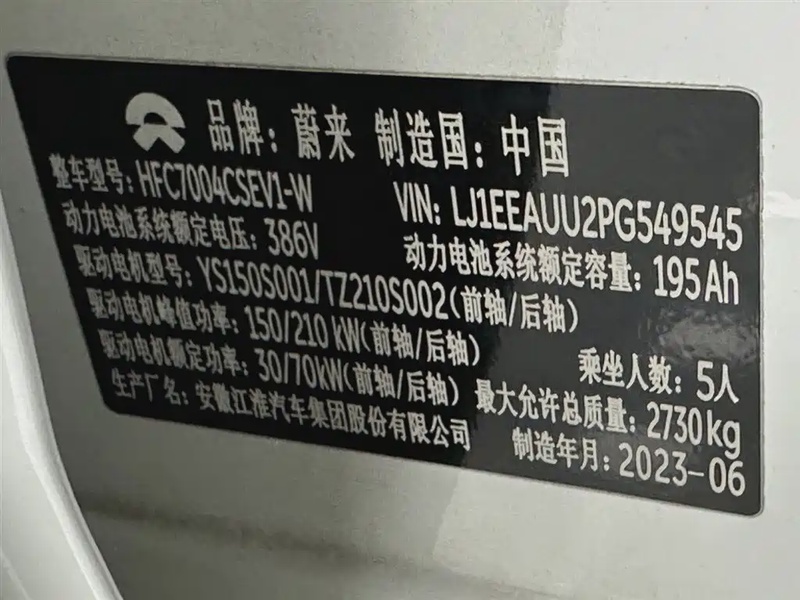 品牌：蔚来 制造国：中国
整车型号：HFC7004CSEV1-W VIN: LJ1EEAUU2PG549545
动力电池系统额定电压：386V 动力电池系统额定容量：195Ah
驱动电机型号：YS150S001/TZ210S002(前轴/后轴)
驱动电机峰值功率：150/210 kW(前轴/后轴) 乘坐人数：5人
驱动电机额定功率：30/70kW(前轴/后轴) 最大允许总质量：2730kg
生产厂名：安徽江淮汽车集团股份有限公司 制造年月：2023-06